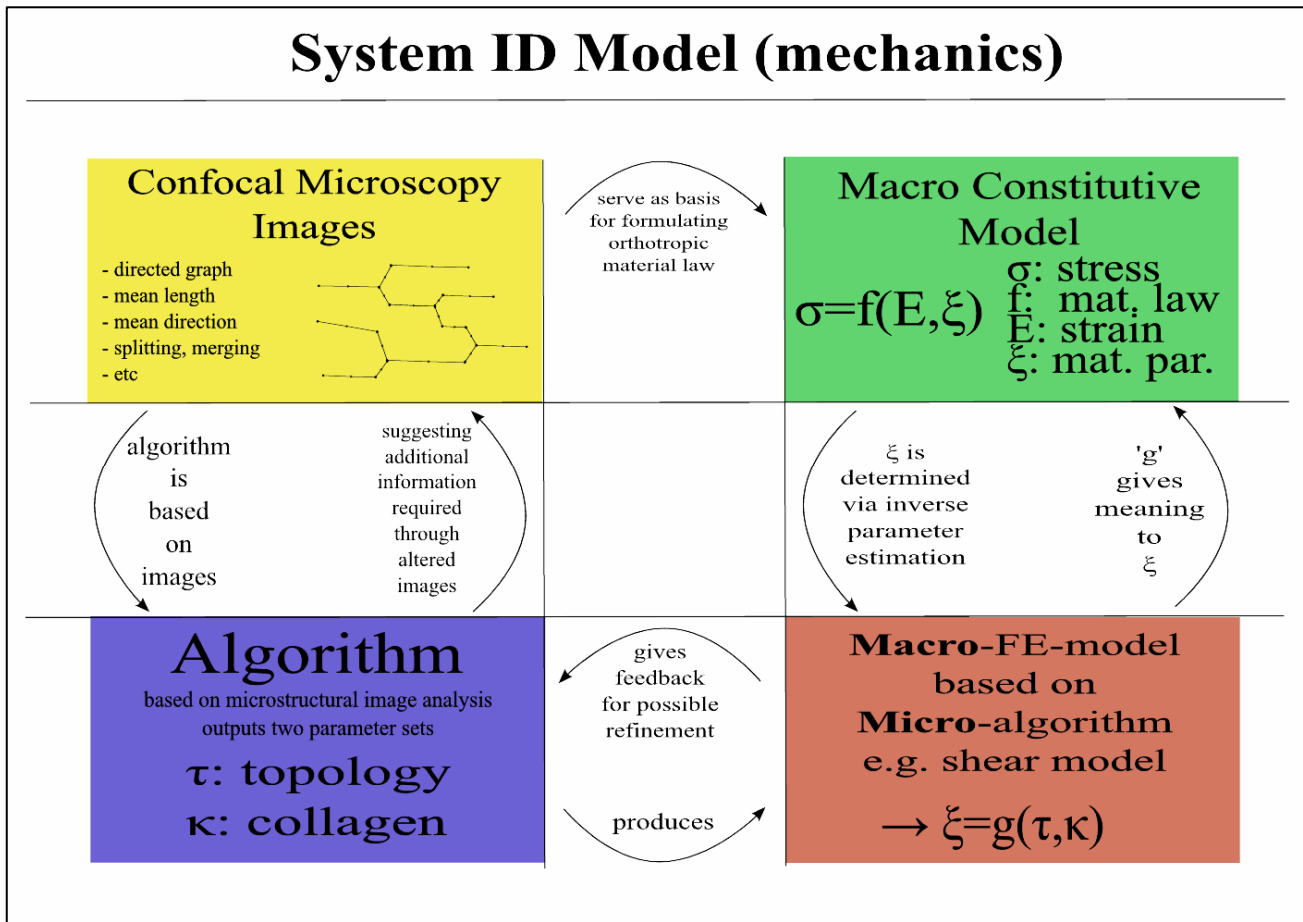 System ID Model (mechanics)
Confocal Microscopy
Images
- directed graph
- mean length
- mean direction
- splitting, merging
- etc
serve as basis
for formulating
orthotropic
material law
Macro Constitutive
Model
σ=f(E,ξ)
σ: stress
f: mat. law
E: strain
ξ: mat. par.
algorithm
is
based
on
images
suggesting
additional
information
required
through
altered
images
ξ is
determined
via inverse
parameter
estimation
'g'
gives
meaning
to
ξ
Algorithm
based on microstructural image analysis
outputs two parameter sets
τ: topology
κ: collagen
gives
feedback
for possible
refinement
produces
Macro-FE-model
based on
Micro-algorithm
e.g. shear model
→ ξ=g(τ,κ)